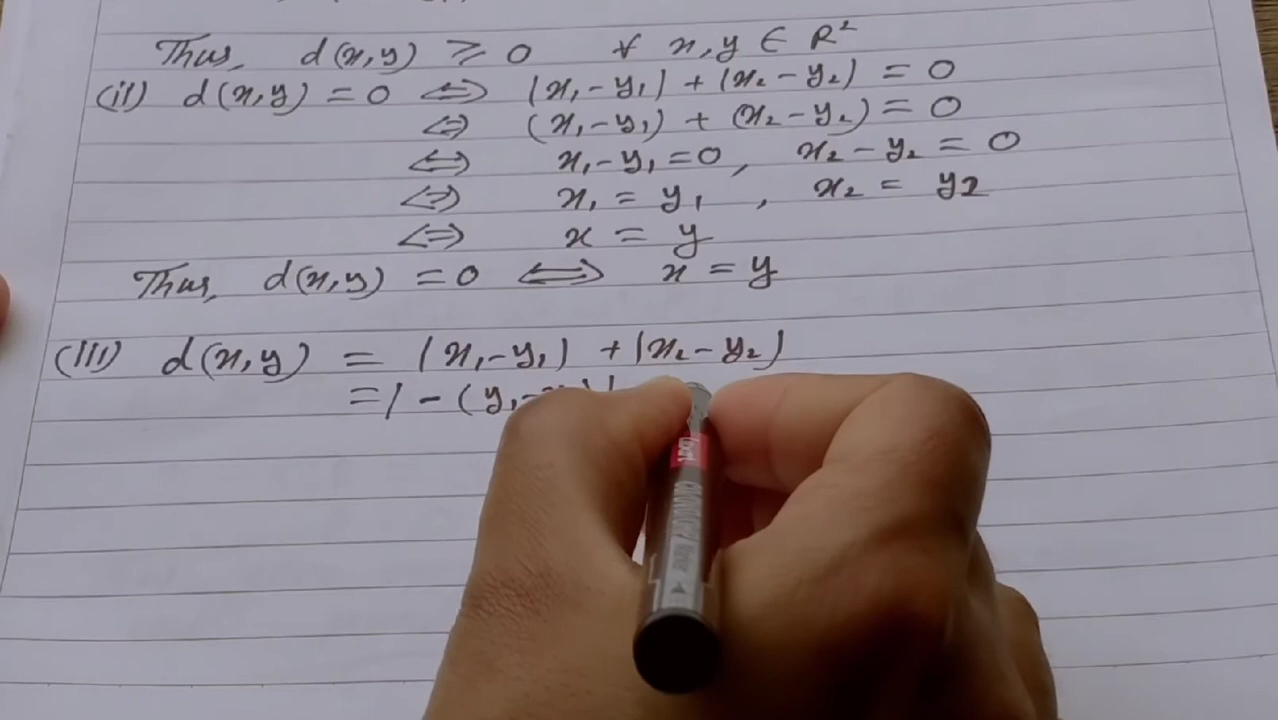 Thus, d(x,y) ≥ 0 ∀ x,y ∈ R²
(ii) d(x,y) = 0 ⇔ |x₁-y₁| + |x₂-y₂| = 0
⇔ (x₁-y₁) + (x₂-y₂) = 0
⇔ x₁-y₁=0, x₂-y₂ = 0
⇔ x₁ = y₁, x₂ = y2
⇔ x = y
Thus, d(x,y) = 0 ⇔ x = y
(III) d(x,y) = |x₁-y₁| + |x₂-y₂|
=|-(y₁-